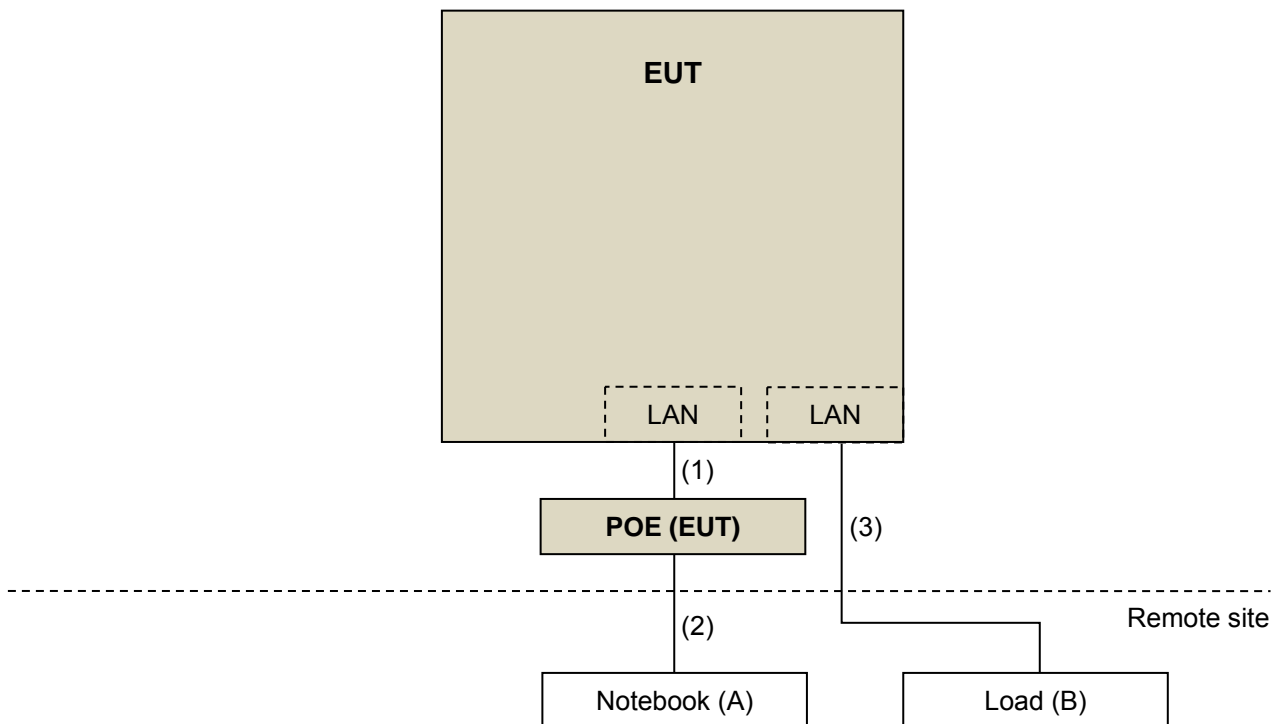 EUT
LAN
LAN
(1)
POE (EUT)
(3)
Remote site
(2)
Notebook (A)
Load (B)